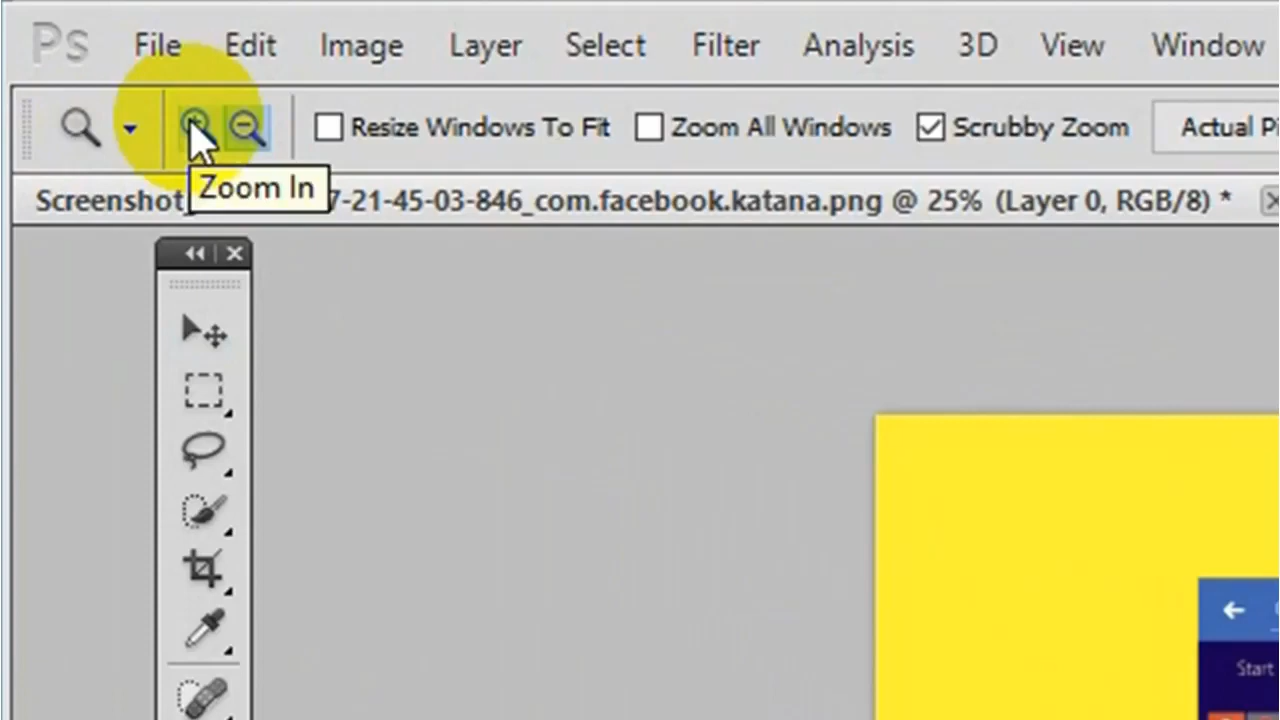 Ps File Edit Image Layer Select Filter Analysis 3D View Window
Resize Windows To Fit Zoom All Windows Scrubby Zoom Actual
Zoom In
Screenshot 7-21-45-03-846_com.facebook.katana.png @ 25% (Layer 0, RGB/8) *
Start